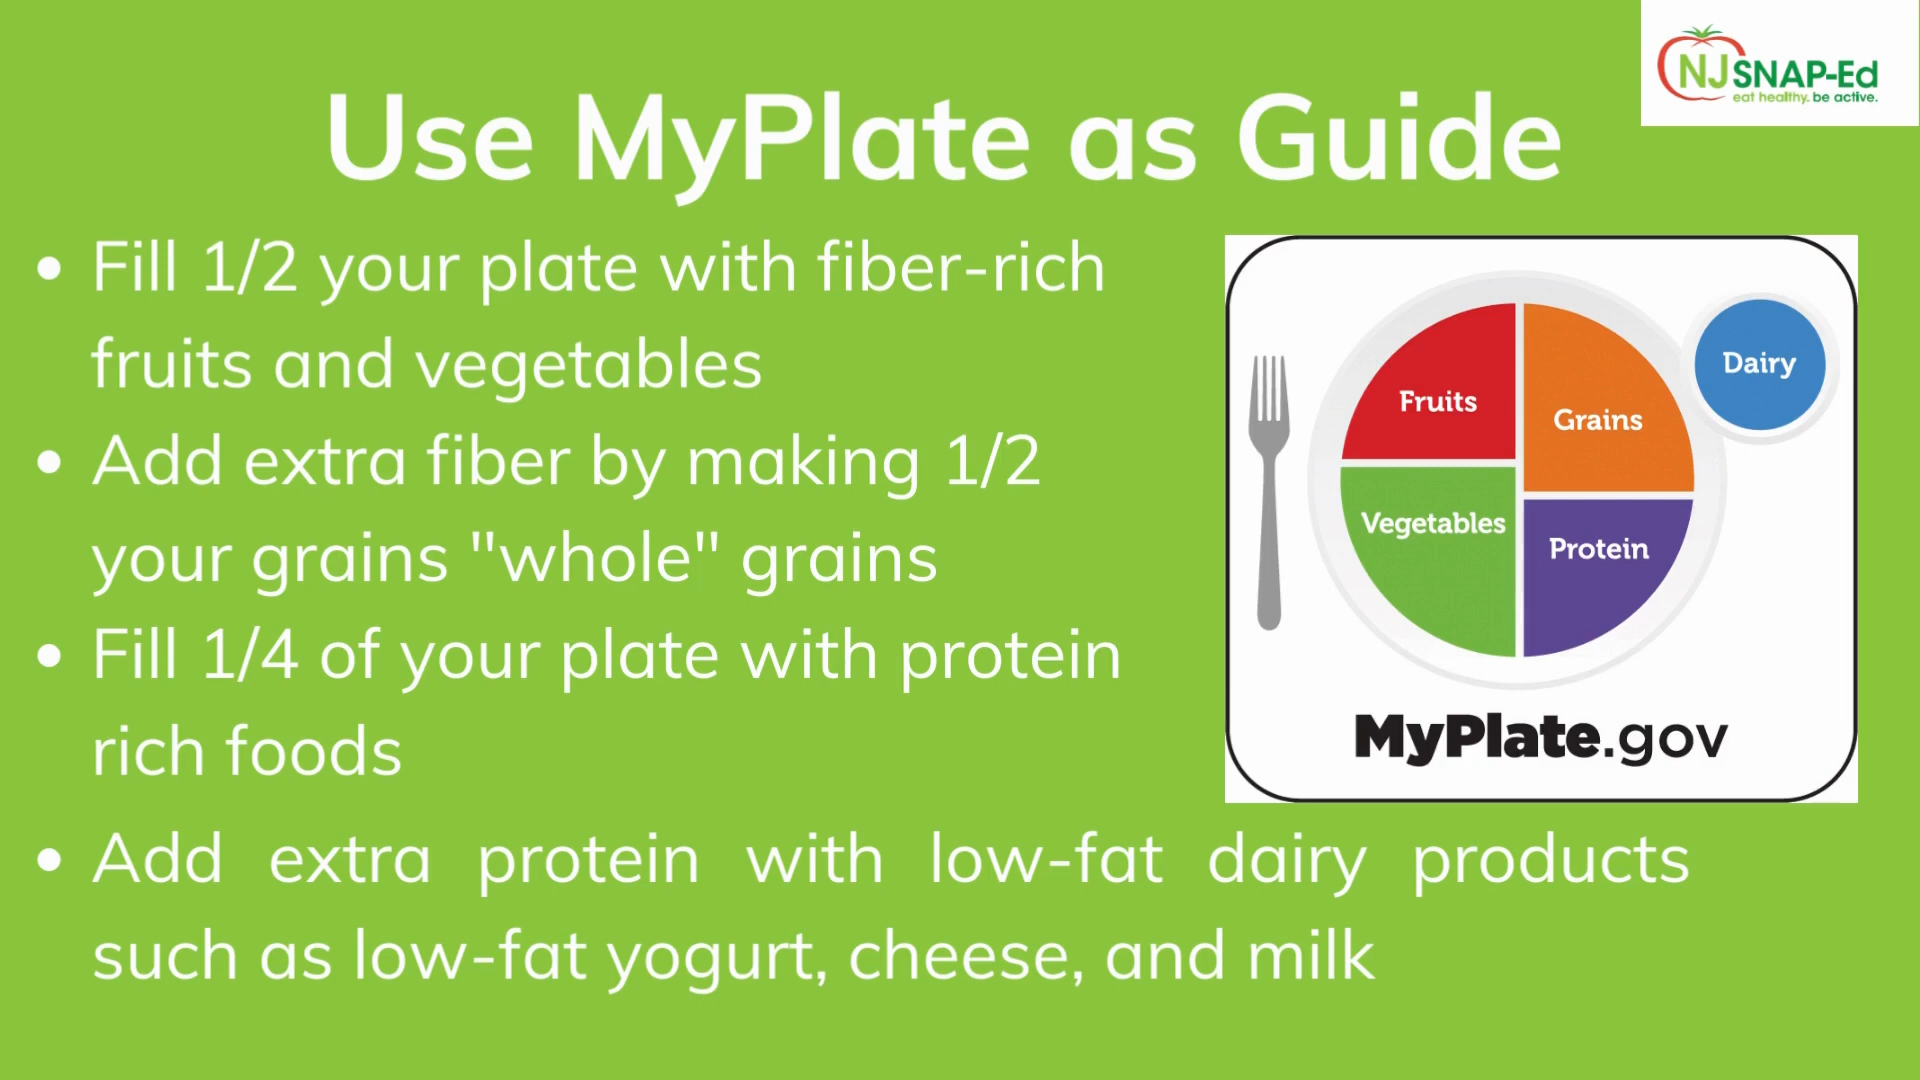 NJ SNAP-Ed
eat healthy. be active.
Use MyPlate as Guide
• Fill 1/2 your plate with fiber-rich
fruits and vegetables
• Add extra fiber by making 1/2
your grains "whole" grains
• Fill 1/4 of your plate with protein
rich foods
• Add extra protein with low-fat dairy products
such as low-fat yogurt, cheese, and milk
Fruits
Grains
Dairy
Vegetables
Protein
MyPlate.gov